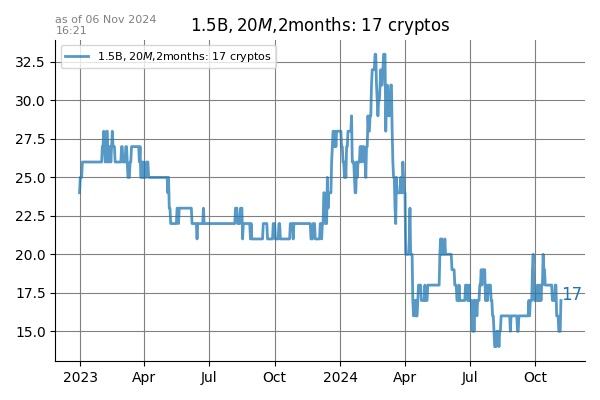 as of 06 Nov 2024
16:21
1.5B, 20M,2months: 17 cryptos
1.5B, 20M,2months: 17 cryptos
32.5
30.0
27.5
25.0
22.5
20.0
17.5
15.0
17
2023 Apr Jul Oct 2024 Apr Jul Oct